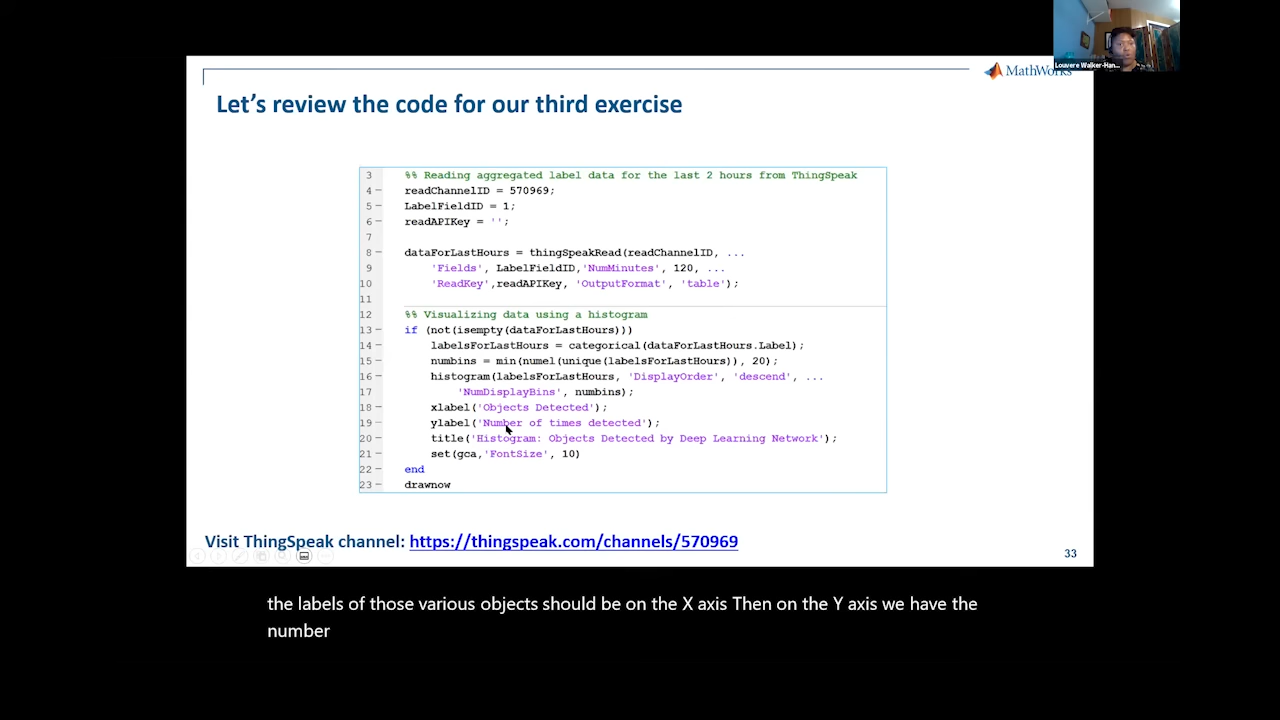 Louvere Walker-Han...
MathWorks
Let's review the code for our third exercise
3 %% Reading aggregated label data for the last 2 hours from ThingSpeak
4 - readChannelID = 570969;
5 - LabelFieldID = 1;
6 - readAPIKey = '';
7
8 - dataForLastHours = thingSpeakRead(readChannelID, ...
9 'Fields', LabelFieldID,'NumMinutes', 120, ...
10 'ReadKey',readAPIKey, 'OutputFormat', 'table');
11
12 %% Visualizing data using a histogram
13 - if (not(isempty(dataForLastHours)))
14 - labelsForLastHours = categorical(dataForLastHours.Label);
15 - numbins = min(numel(unique(labelsForLastHours)), 20);
16 - histogram(labelsForLastHours, 'DisplayOrder', 'descend', ...
17 'NumDisplayBins', numbins);
18 - xlabel('Objects Detected');
19 - ylabel('Number of times detected');
20 - title('Histogram: Objects Detected by Deep Learning Network');
21 - set(gca,'FontSize', 10)
22 - end
23 - drawnow
Visit ThingSpeak channel: https://thingspeak.com/channels/570969
33
the labels of those various objects should be on the X axis Then on the Y axis we have the
number